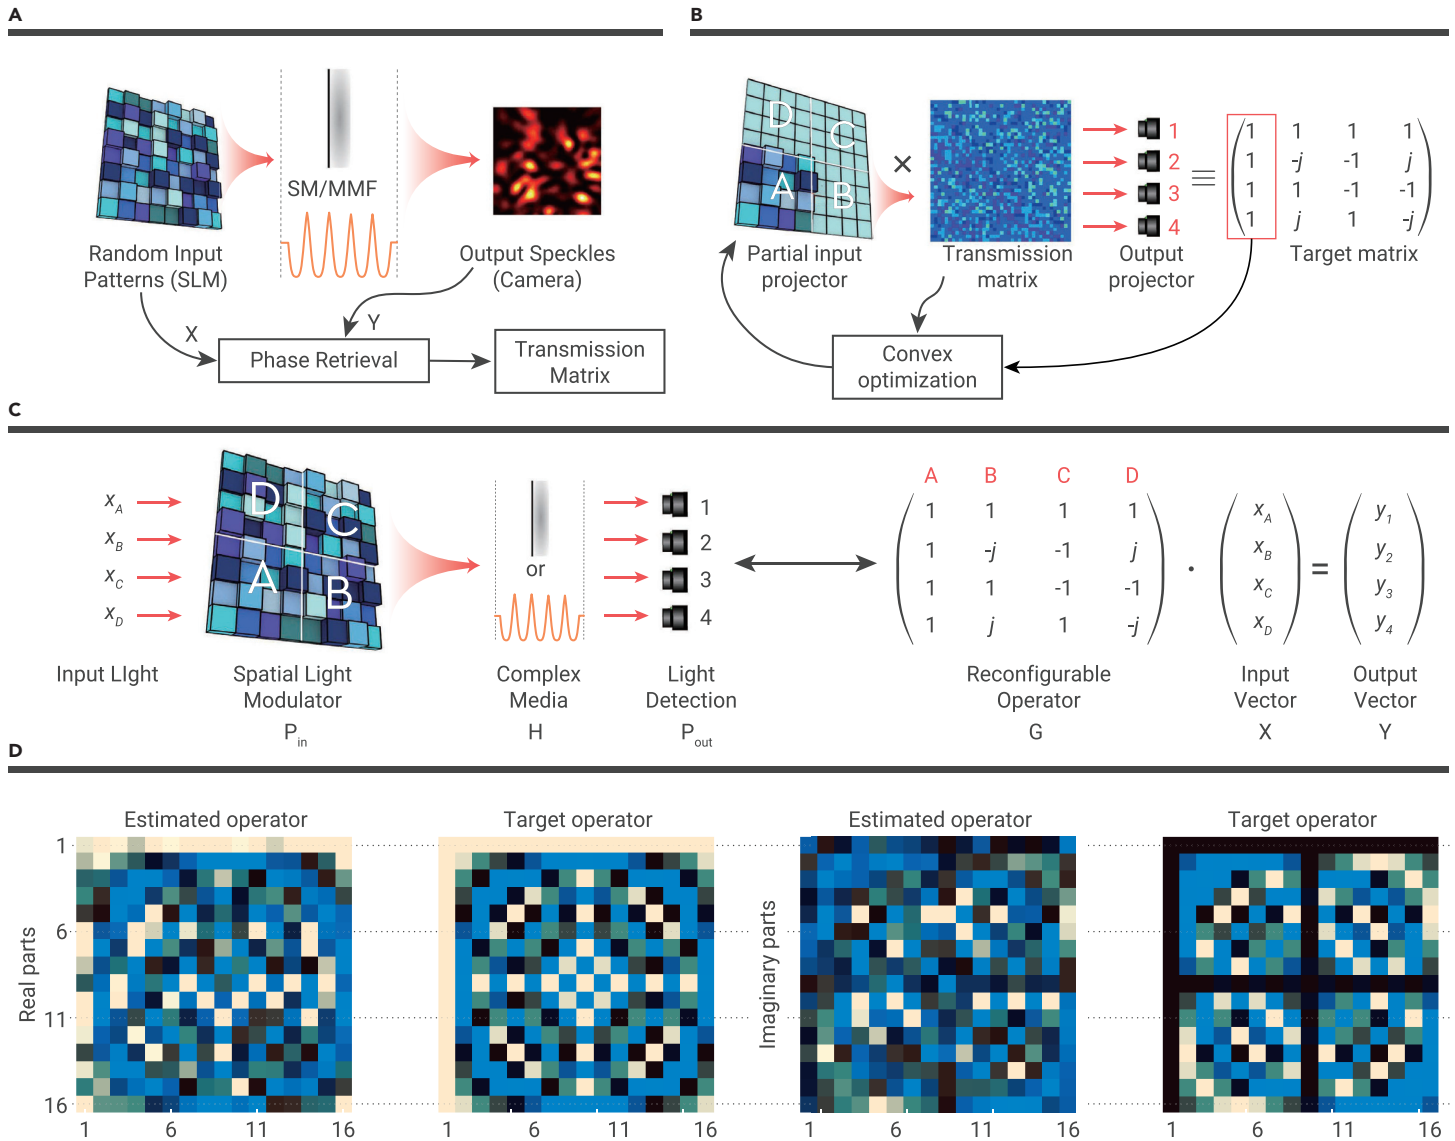 A
SM/MMF
Random Input
Patterns (SLM)
Output Speckles
(Camera)
X
Y
Phase Retrieval
Transmission
Matrix
B
D
C
A
B
×
1
2
3
4
≡
1 1 1 1
1 -j -1 j
1 1 -1 -1
1 j 1 -j
Partial input
projector
Transmission
matrix
Output
projector
Target matrix
Convex
optimization
C
x_A
x_B
x_C
x_D
D
C
A
B
or
1
2
3
4
A B C D
1 1 1 1
1 -j -1 j
1 1 -1 -1
1 j 1 -j
·
x_A
x_B
x_C
x_D
=
y_1
y_2
y_3
y_4
Input LIght
Spatial Light
Modulator
P_in
Complex
Media
H
Light
Detection
P_out
Reconfigurable
Operator
G
Input
Vector
X
Output
Vector
Y
D
Estimated operator
Target operator
Estimated operator
Target operator
Real parts
1
6
11
16
Imaginary parts
1 6 11 16
1 6 11 16
1 6 11 16
1 6 11 16